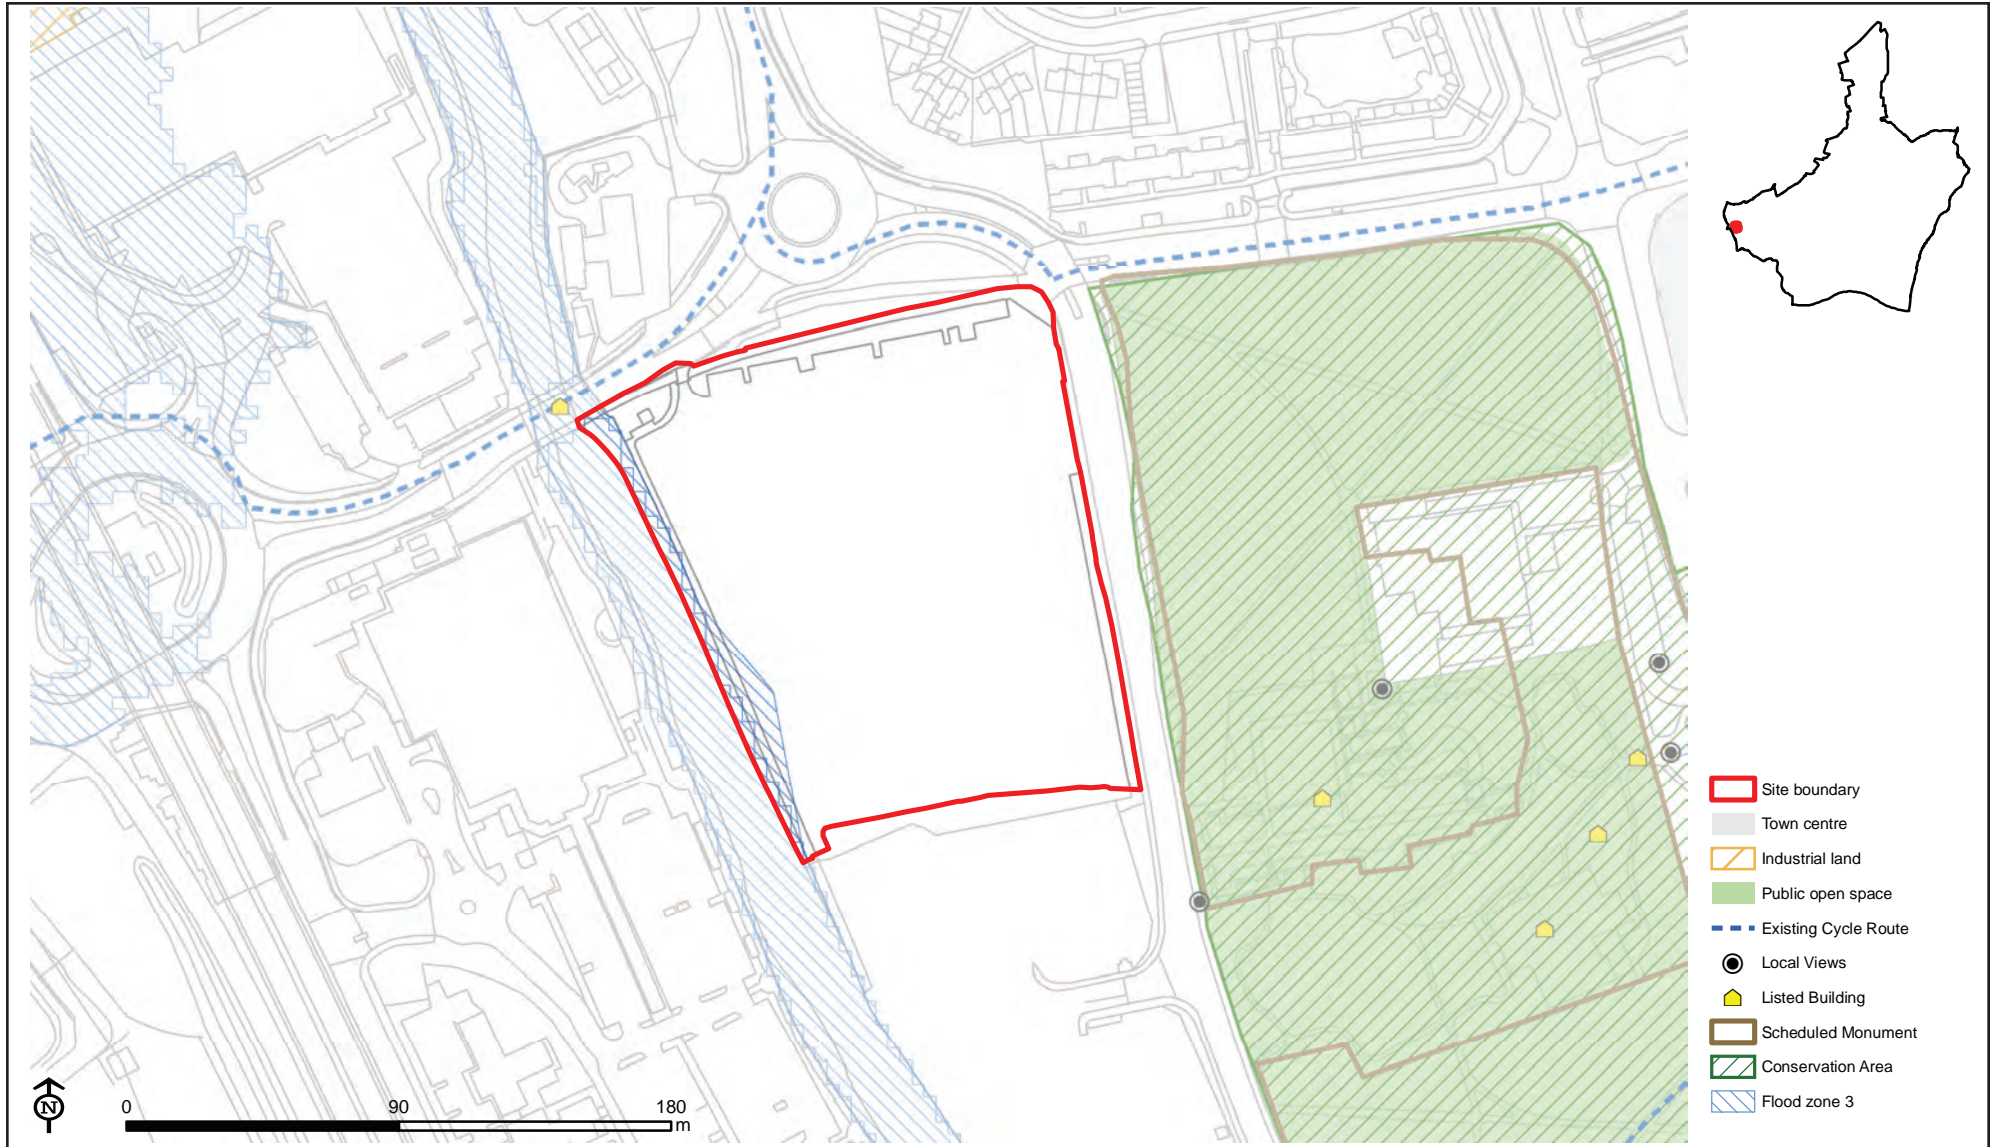 Site boundary
Town centre
Industrial land
Public open space
Existing Cycle Route
Local Views
Listed Building
Scheduled Monument
Conservation Area
Flood zone 3
N
0 90 180
m